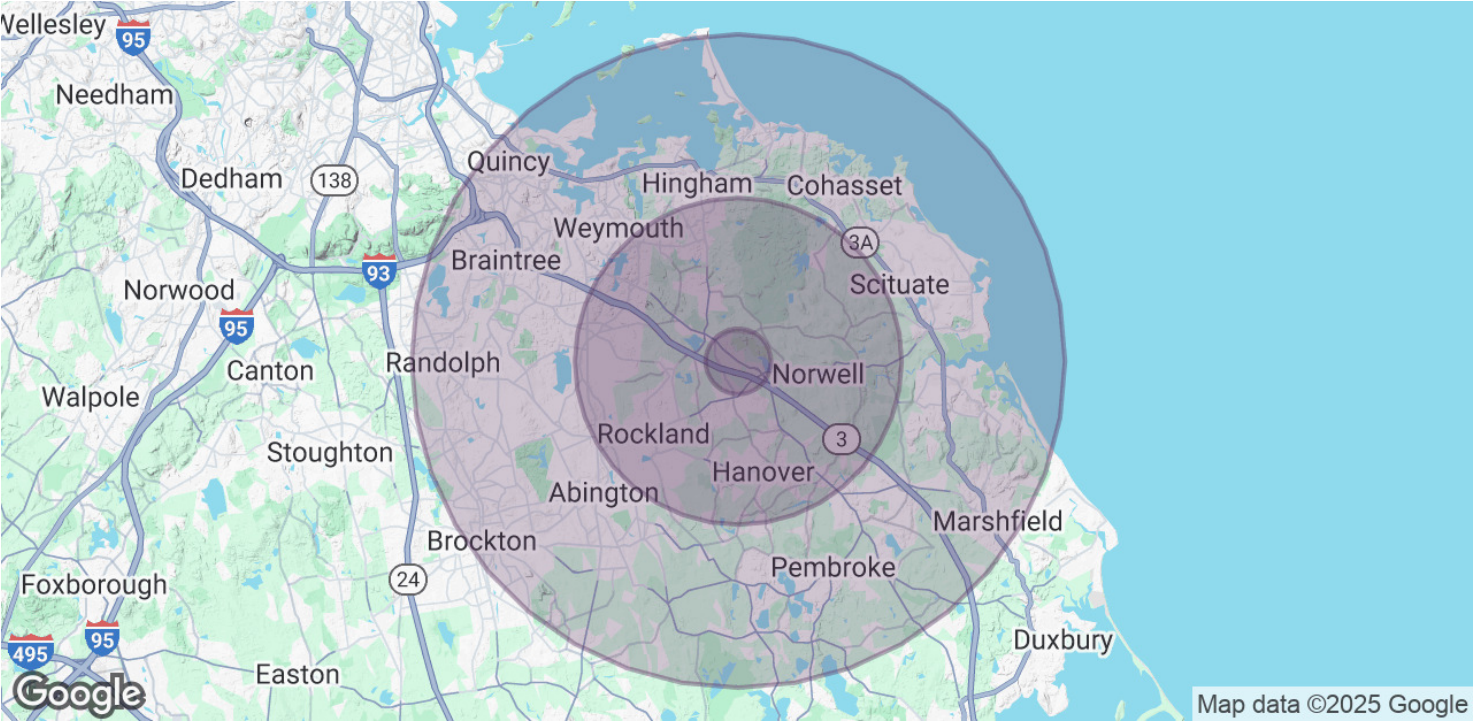 Wellesley
95
Needham
Dedham
138
Quincy
Hingham
Cohasset
Weymouth
3A
Braintree
93
Scituate
Norwood
95
Randolph
Canton
Norwell
Walpole
Rockland
3
Stoughton
Hanover
Abington
Marshfield
Brockton
Pembroke
24
Foxborough
95
495
Duxbury
Easton
Google
Map data ©2025 Google